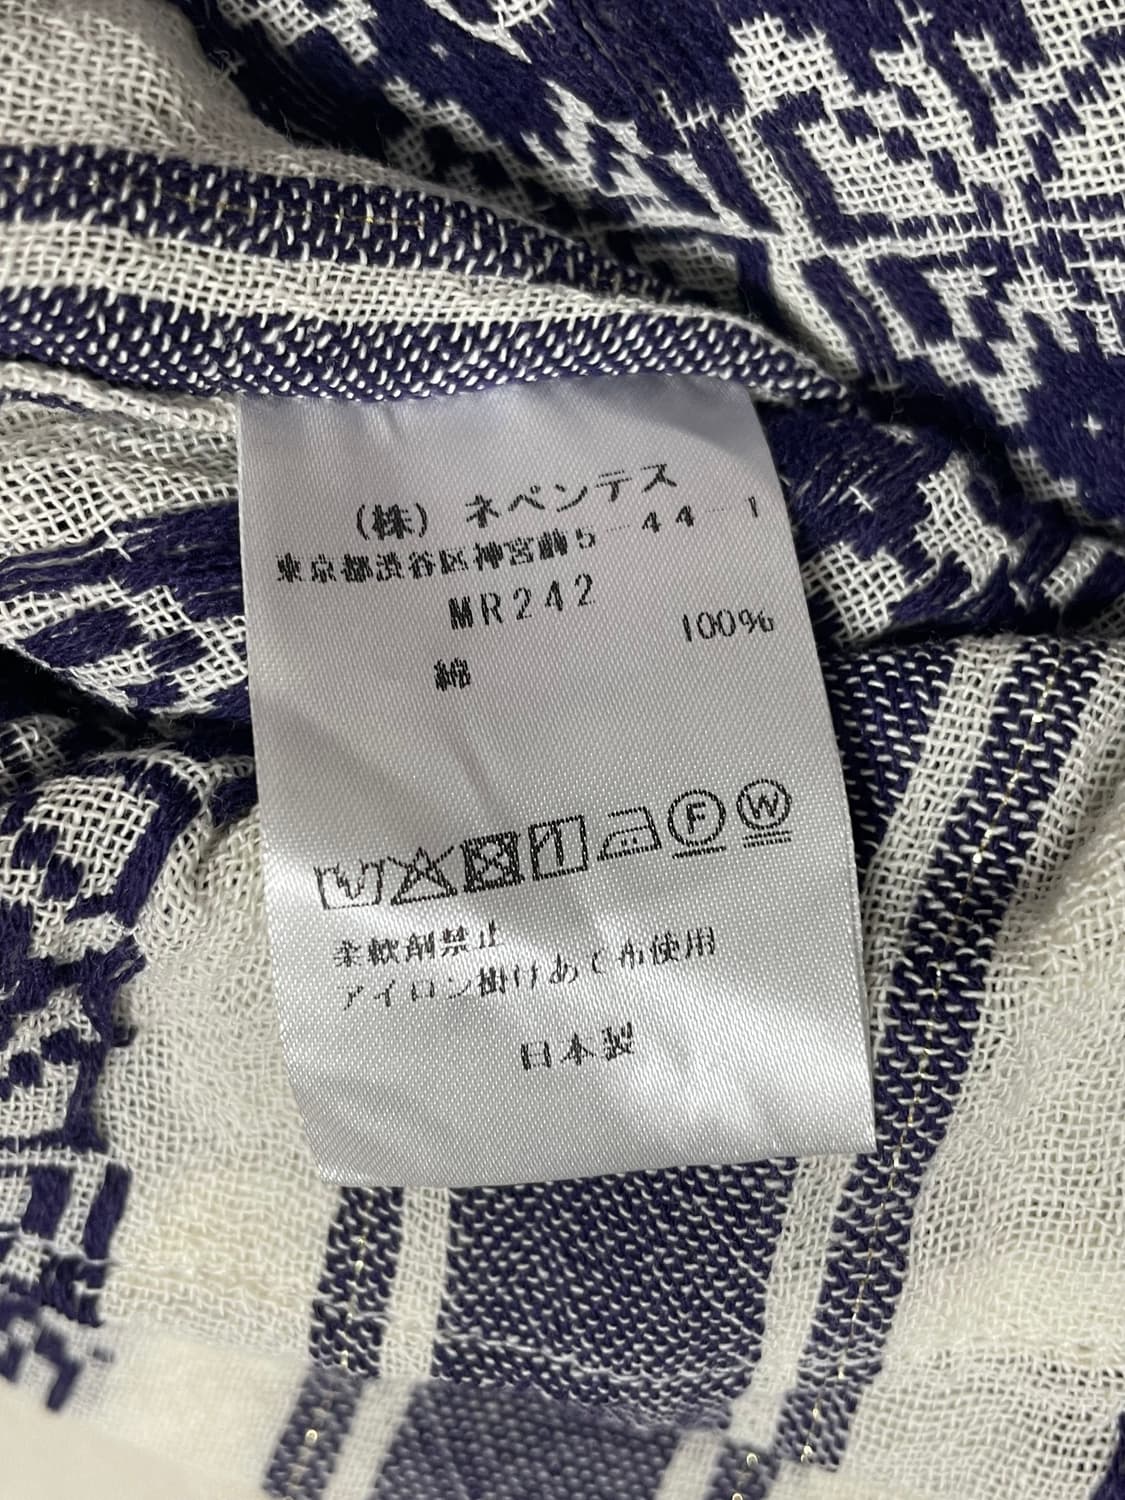 (株) ネペンテス
東京都渋谷区神宮前5-44-1
MR242
綿 100%
F W
柔軟剤禁止
アイロン掛けあて布使用
日本製